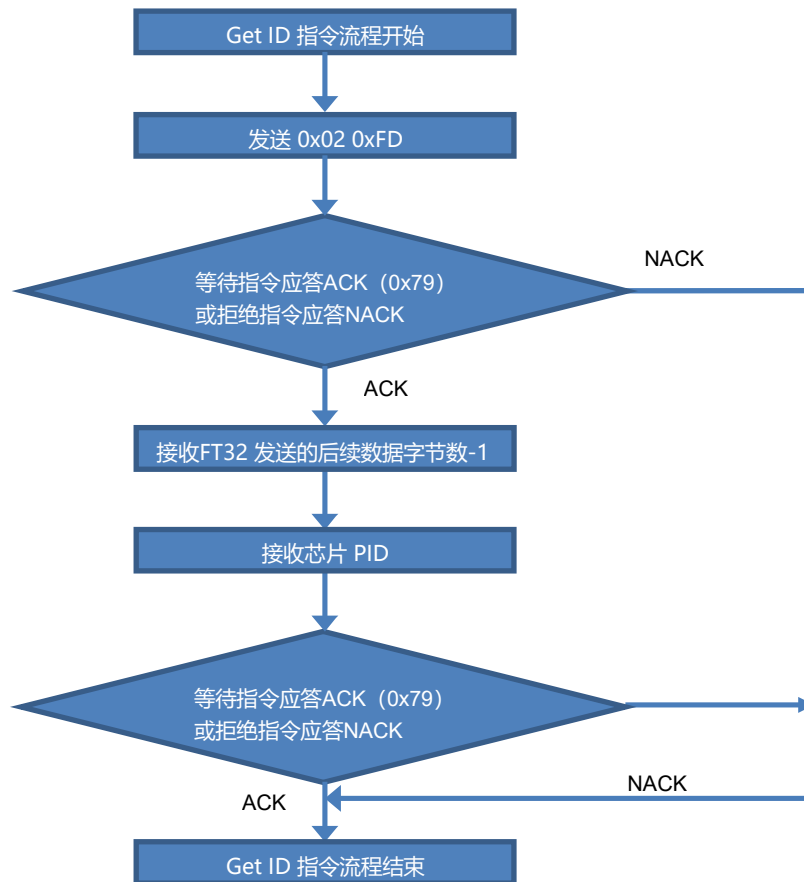 Get ID 指令流程开始
发送 0x02 0xFD
等待指令应答ACK（0x79）
或拒绝指令应答NACK
NACK
ACK
接收FT32 发送的后续数据字节数-1
接收芯片 PID
等待指令应答ACK（0x79）
或拒绝指令应答NACK
NACK
ACK
Get ID 指令流程结束